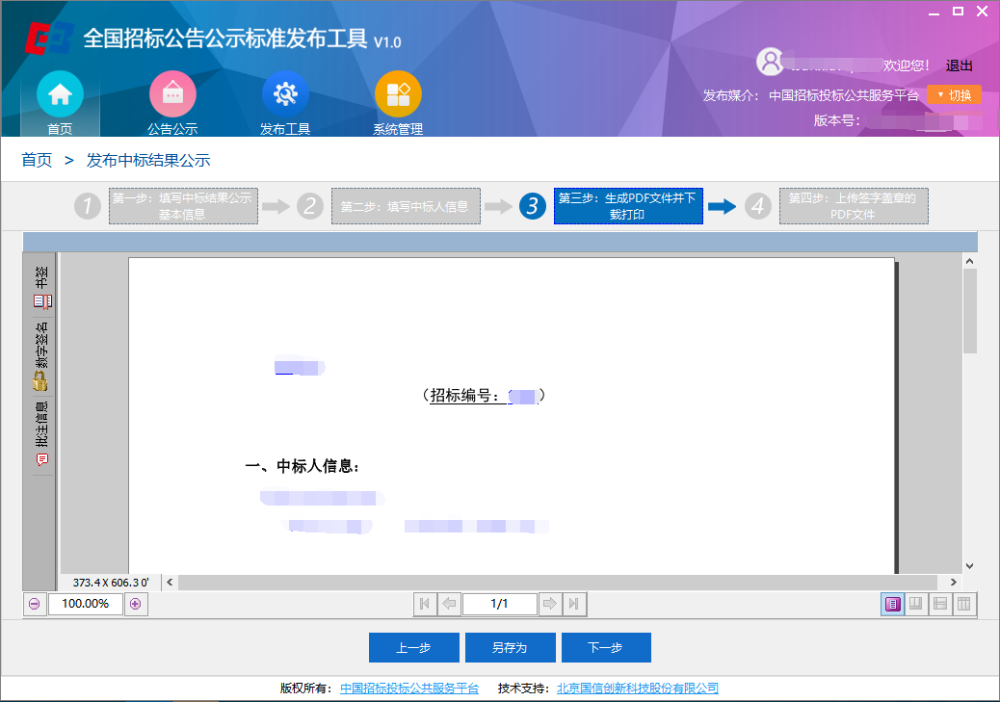 全国招标公告公示标准发布工具 V1.0
欢迎您! 退出
发布媒介: 中国招标投标公共服务平台 切换
版本号:
首页 公告公示 发布工具 系统管理
首页 > 发布中标结果公示
1 第一步：填写中标结果公示
基本信息
2 第二步：填写中标人信息
3 第三步：生成PDF文件并下
载打印
4 第四步：上传签字盖章的
PDF文件
书签
数字签名
批注信息
（招标编号： ）
一、中标人信息:
373.4 X 606.3 0'
100.00%
1/1
上一步 另存为 下一步
版权所有: 中国招标投标公共服务平台 技术支持: 北京国信创新科技股份有限公司